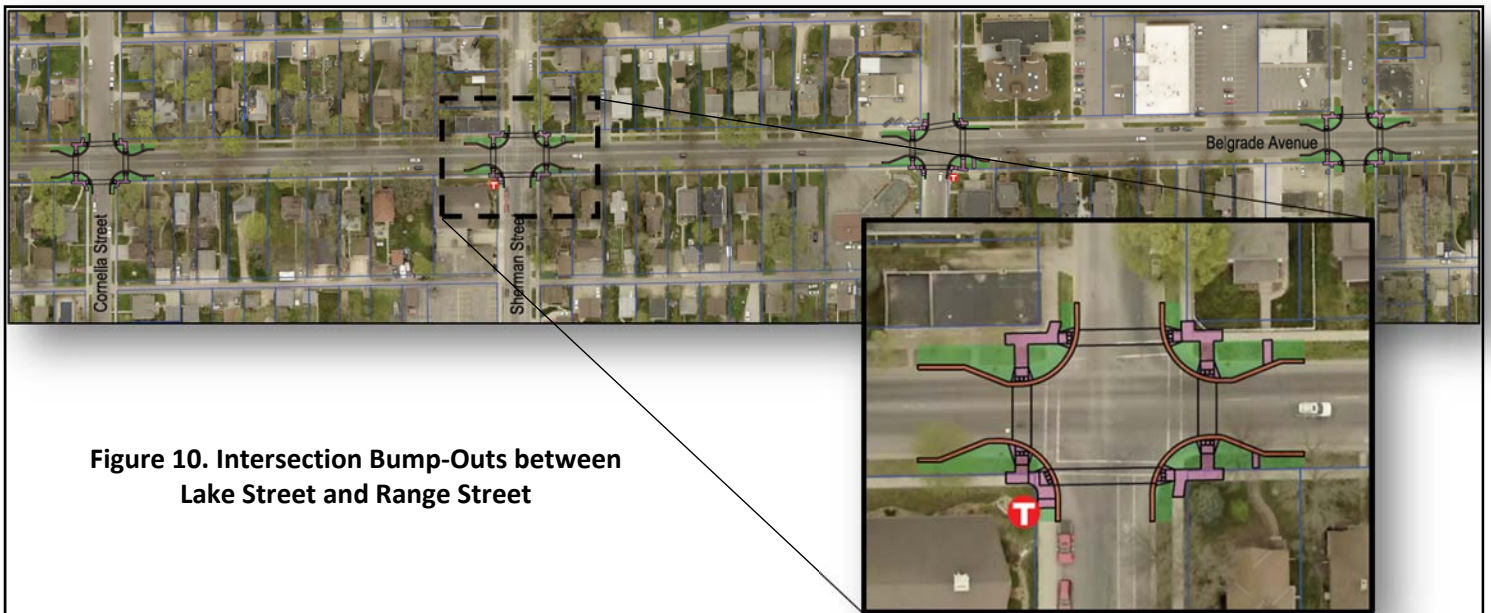 Belgrade Avenue
Cornelia Street
Sherman Street
T
T
T
Figure 10. Intersection Bump-Outs between
Lake Street and Range Street